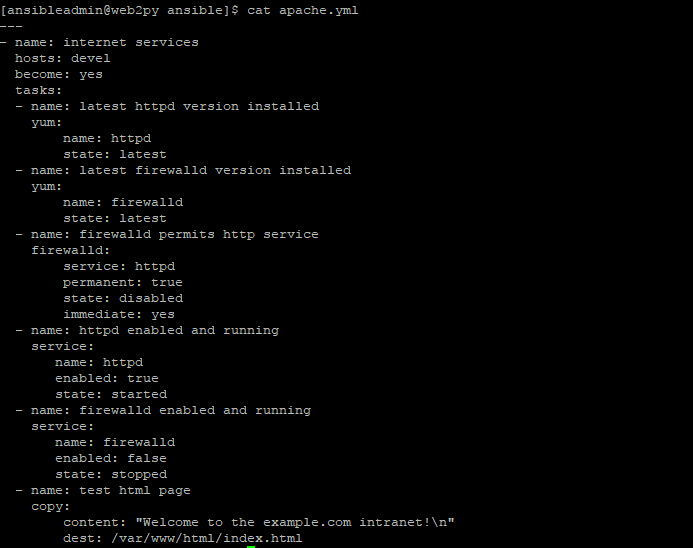 [ansibleadmin@web2py ansible]$ cat apache.yml
---
- name: internet services
  hosts: devel
  become: yes
  tasks:
  - name: latest httpd version installed
    yum:
        name: httpd
        state: latest
  - name: latest firewalld version installed
    yum:
        name: firewalld
        state: latest
  - name: firewalld permits http service
    firewalld:
        service: httpd
        permanent: true
        state: disabled
        immediate: yes
  - name: httpd enabled and running
    service:
       name: httpd
       enabled: true
       state: started
  - name: firewalld enabled and running
    service:
       name: firewalld
       enabled: false
       state: stopped
  - name: test html page
    copy:
        content: "Welcome to the example.com intranet!\n"
        dest: /var/www/html/index.html